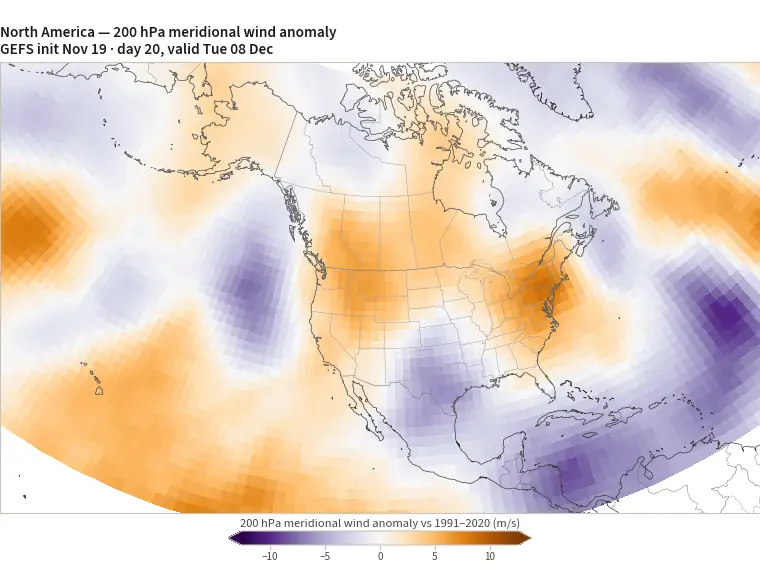 North America — 200 hPa meridional wind anomaly
GEFS init Nov 19 · day 20, valid Tue 08 Dec
200 hPa meridional wind anomaly vs 1991–2020 (m/s)
−10 −5 0 5 10